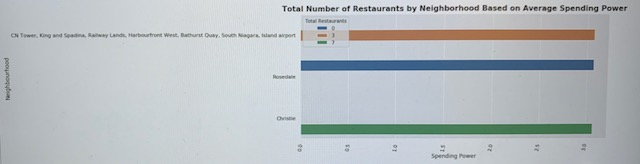 Total Number of Restaurants by Neighborhood Based on Average Spending Power
Total Restaurants
0
3
7
CN Tower, King and Spadina, Railway Lands, Harbourfront West, Bathurst Quay, South Niagara, Island airport
Rosedale
Christie
Neighbourhood
0.0
0.5
1.0
1.5
2.0
2.5
3.0
Spending Power